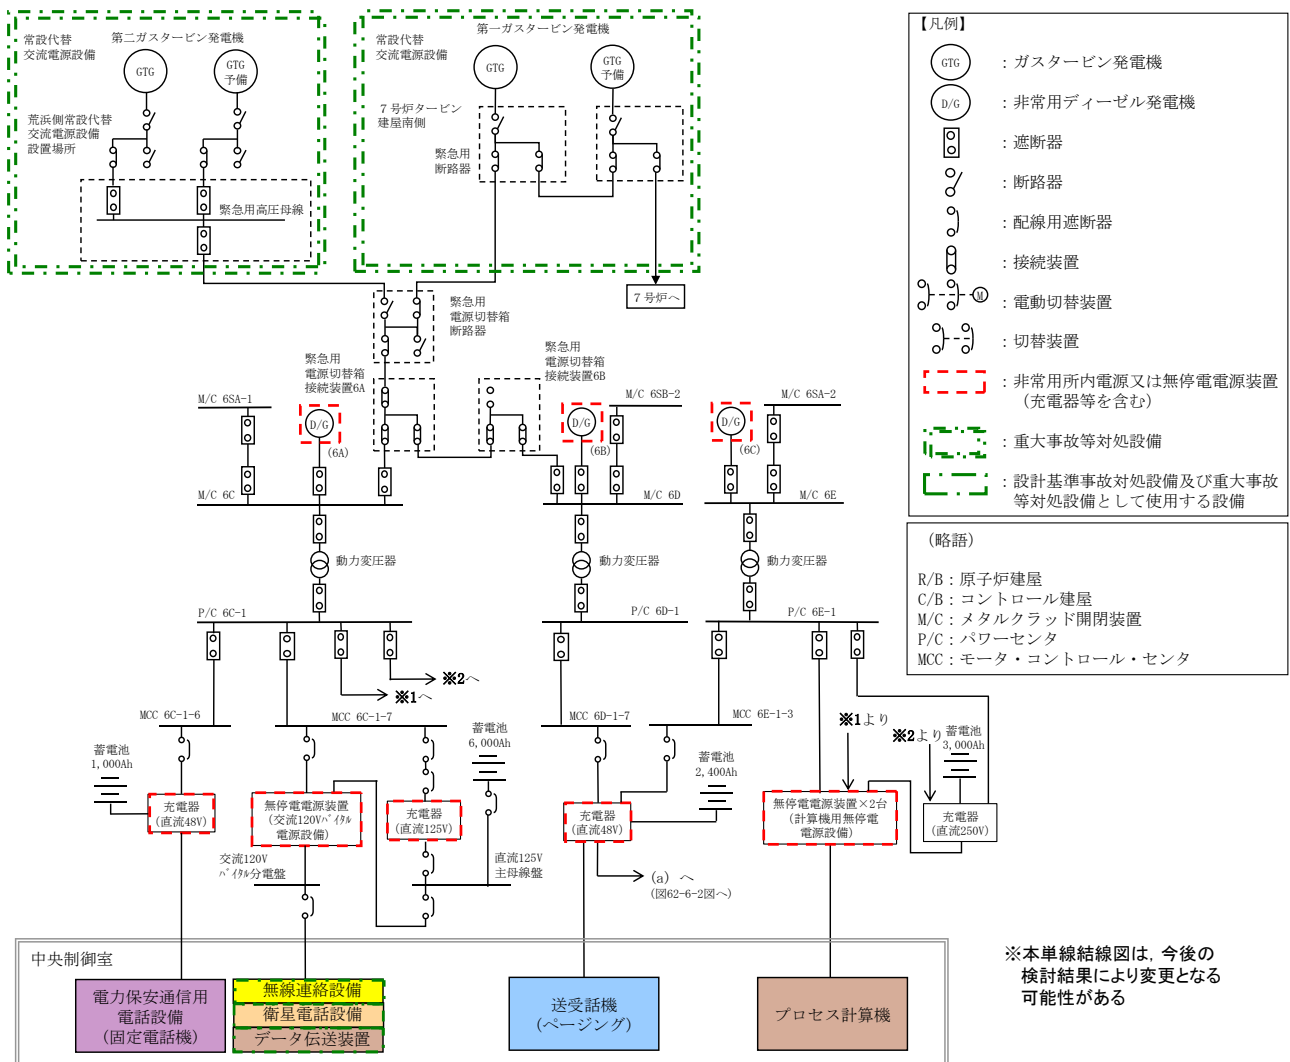 常設代替
交流電源設備
第二ガスタービン発電機
GTG
GTG
予備
荒浜側常設代替
交流電源設備
設置場所
緊急用高圧母線
常設代替
交流電源設備
第一ガスタービン発電機
GTG
GTG
予備
7号炉タービン
建屋南側
緊急用
断路器
7号炉へ
緊急用
電源切替箱
断路器
緊急用
電源切替箱
接続装置6A
緊急用
電源切替箱
接続装置6B
M/C 6SA-1
D/G
(6A)
M/C 6C
D/G
(6B)
M/C 6SB-2
M/C 6D
D/G
(6C)
M/C 6SA-2
M/C 6E
動力変圧器
動力変圧器
動力変圧器
P/C 6C-1
P/C 6D-1
P/C 6E-1
※2へ
※1へ
MCC 6C-1-6
MCC 6C-1-7
MCC 6D-1-7
MCC 6E-1-3
※1より
※2より
蓄電池
1,000Ah
蓄電池
6,000Ah
蓄電池
2,400Ah
蓄電池
3,000Ah
充電器
(直流48V)
無停電電源装置
(交流120Vバイタル
電源設備)
充電器
(直流125V)
充電器
(直流48V)
無停電電源装置×2台
(計算機用無停電
電源設備)
充電器
(直流250V)
交流120V
バイタル分電盤
直流125V
主母線盤
(a) へ
(図62-6-2図へ)
中央制御室
電力保安通信用
電話設備
(固定電話機)
無線連絡設備
衛星電話設備
データ伝送装置
送受話機
(ページング)
プロセス計算機
【凡例】
GTG
：ガスタービン発電機
D/G
：非常用ディーゼル発電機
：遮断器
：断路器
：配線用遮断器
：接続装置
M
：電動切替装置
：切替装置
：非常用所内電源又は無停電電源装置
（充電器等を含む）
：重大事故等対処設備
：設計基準事故対処設備及び重大事故
等対処設備として使用する設備
（略語）
R/B：原子炉建屋
C/B：コントロール建屋
M/C：メタルクラッド開閉装置
P/C：パワーセンタ
MCC：モータ・コントロール・センタ
※本単線結線図は，今後の
検討結果により変更となる
可能性がある